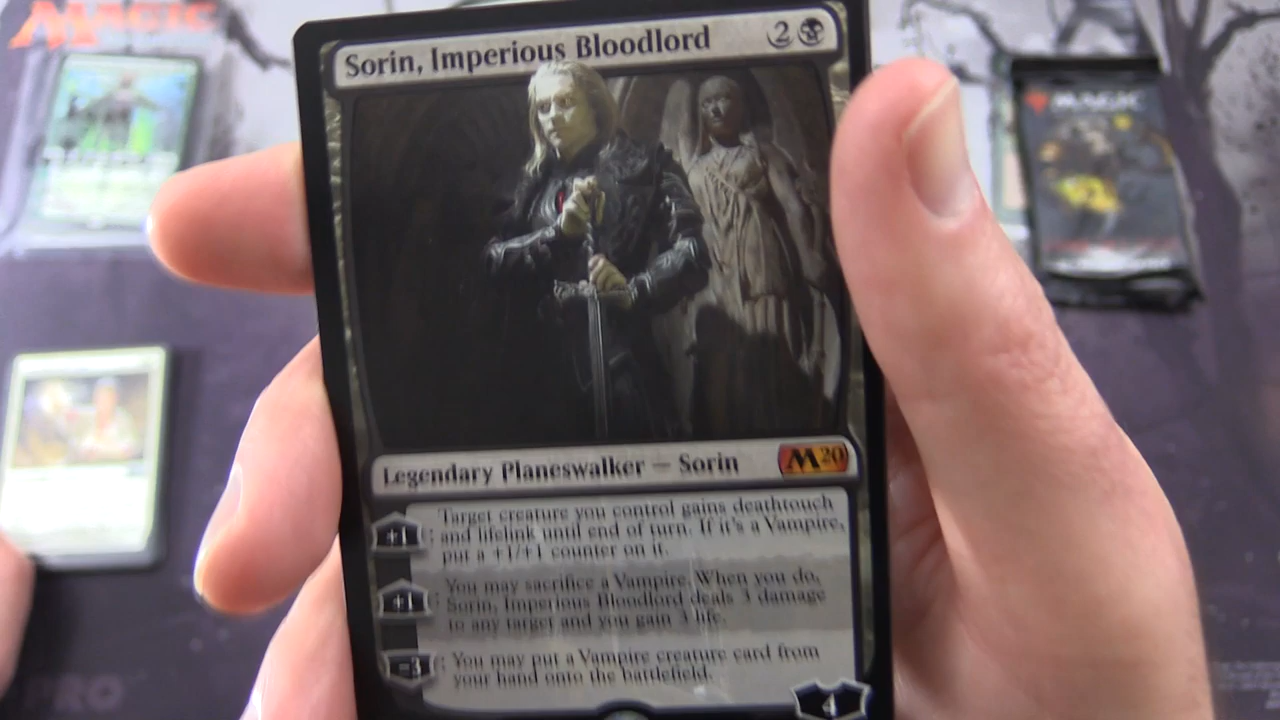 MAGIC
Sorin, Imperious Bloodlord 2
MAGIC
Legendary Planeswalker — Sorin M20
+1: Target creature you control gains deathtouch
and lifelink until end of turn. If it's a Vampire,
put a +1/+1 counter on it.
+1: You may sacrifice a Vampire. When you do,
Sorin, Imperious Bloodlord deals 3 damage
to any target and you gain 3 life.
−3: You may put a Vampire creature card from
your hand onto the battlefield.
4
PRO